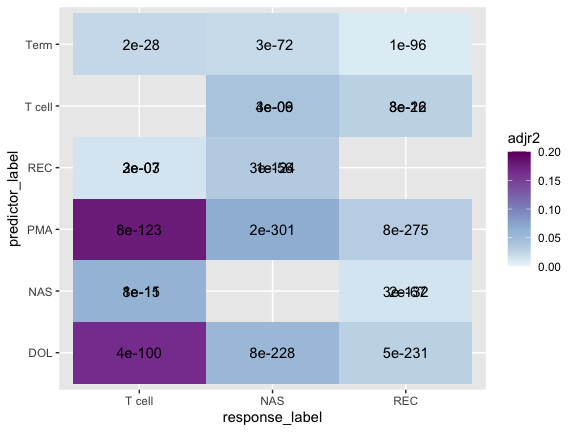 adjr2
0.20
0.15
0.10
0.05
0.00
predictor_label
Term
2e-28
3e-72
1e-96
T cell
REC
PMA
8e-123
2e-301
8e-275
NAS
DOL
4e-100
8e-228
5e-231
T cell
NAS
REC
response_label